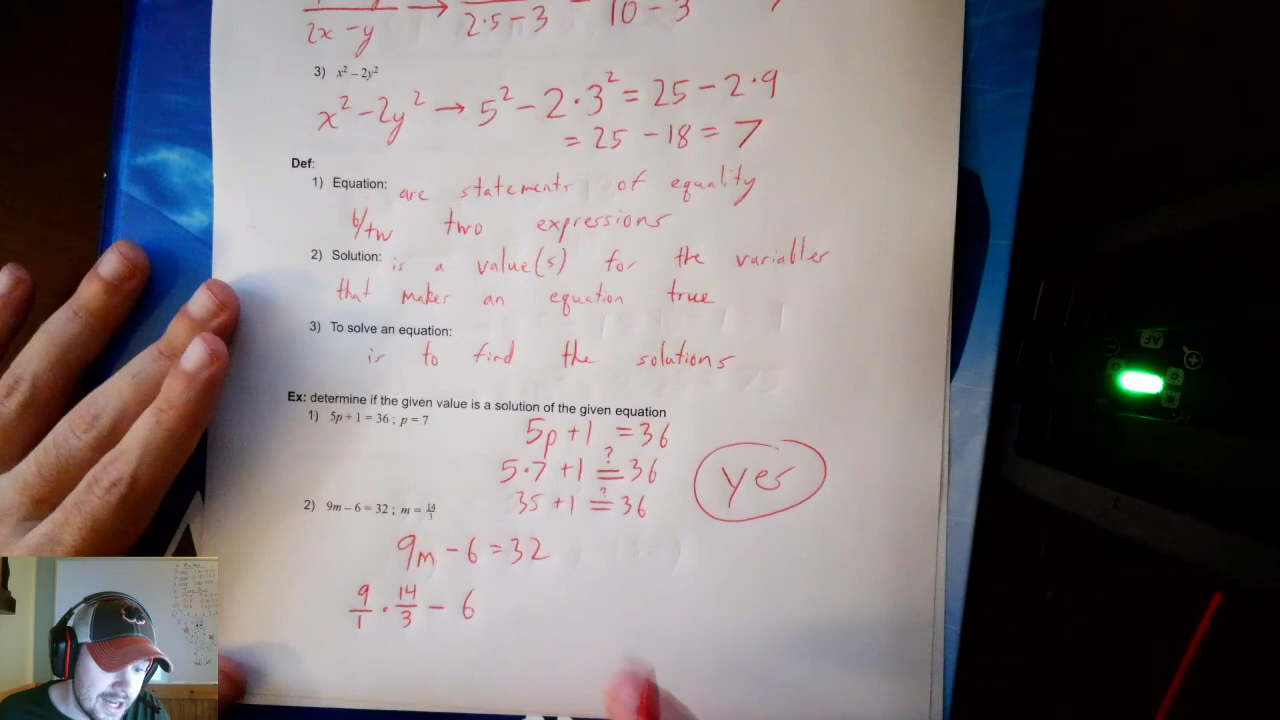 2x - y → 2·5 - 3 10 - 3
3) x² - 2y²
x² - 2y² → 5² - 2·3² = 25 - 2·9
= 25 - 18 = 7
Def:
1) Equation: are statements of equality
b/tw two expressions
2) Solution: is a value(s) for the variables
that makes an equation true
3) To solve an equation:
is to find the solutions
Ex: determine if the given value is a solution of the given equation
1) 5p + 1 = 36 ; p = 7
5p + 1 = 36
5·7 + 1 ≟ 36
yes
35 + 1 ≟ 36
2) 9m - 6 = 32 ; m = 14/3
9m - 6 = 32
9/1 · 14/3 - 6
AF